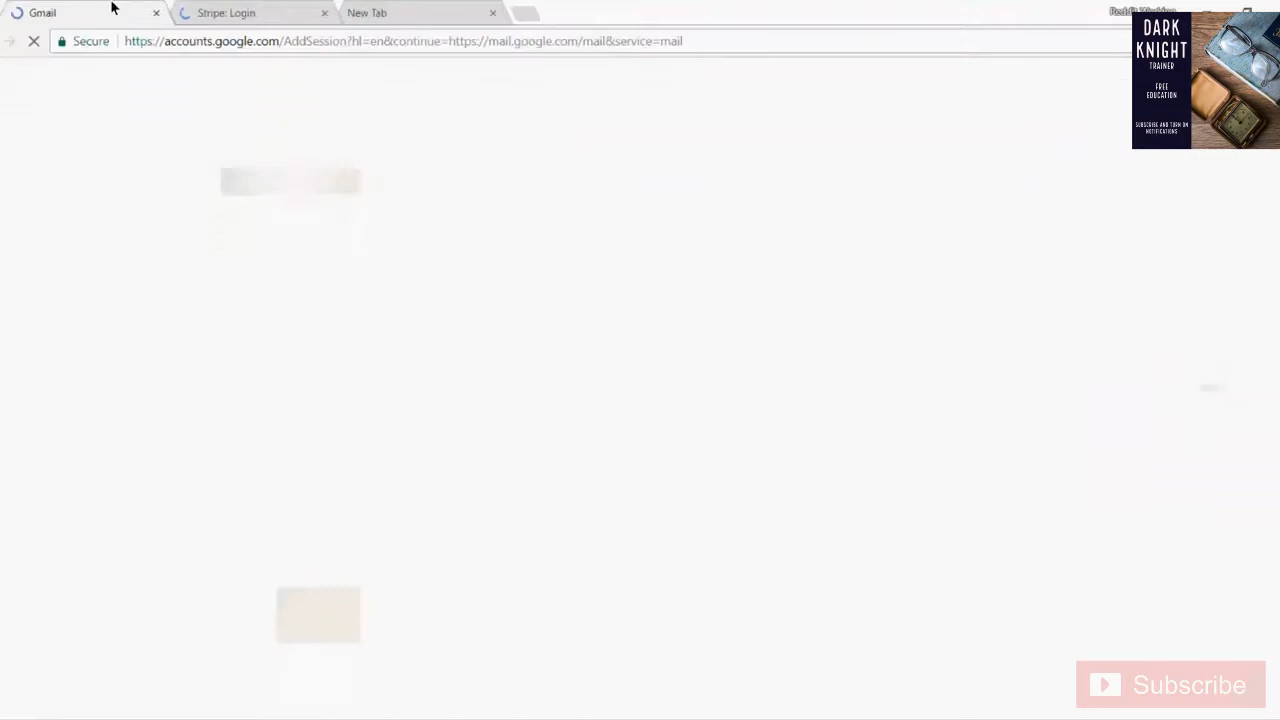 Gmail
Stripe: Login
New Tab
Secure
https://accounts.google.com/AddSession?hl=en&continue=https://mail.google.com/mail&service=mail
DARK
KNIGHT
TRAINER
FREE
EDUCATION
SUBSCRIBE AND TURN ON
NOTIFICATIONS
Subscribe